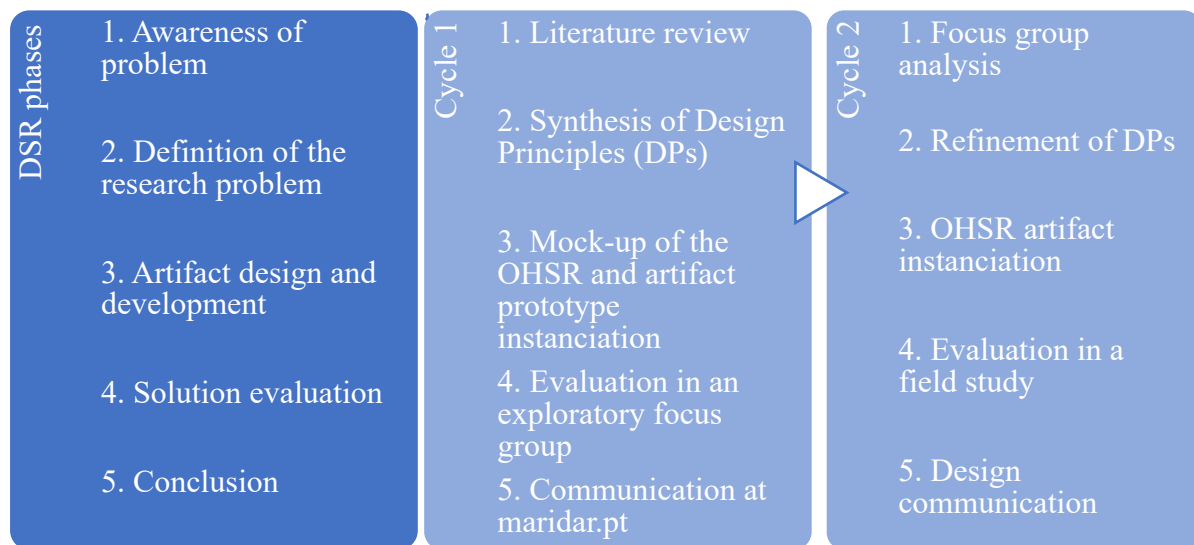 DSR phases
1. Awareness of
problem
2. Definition of the
research problem
3. Artifact design and
development
4. Solution evaluation
5. Conclusion
Cycle 1
1. Literature review
2. Synthesis of Design
Principles (DPs)
3. Mock-up of the
OHSR and artifact
prototype
instanciation
4. Evaluation in an
exploratory focus
group
5. Communication at
maridar.pt
Cycle 2
1. Focus group
analysis
2. Refinement of DPs
3. OHSR artifact
instanciation
4. Evaluation in a
field study
5. Design
communication